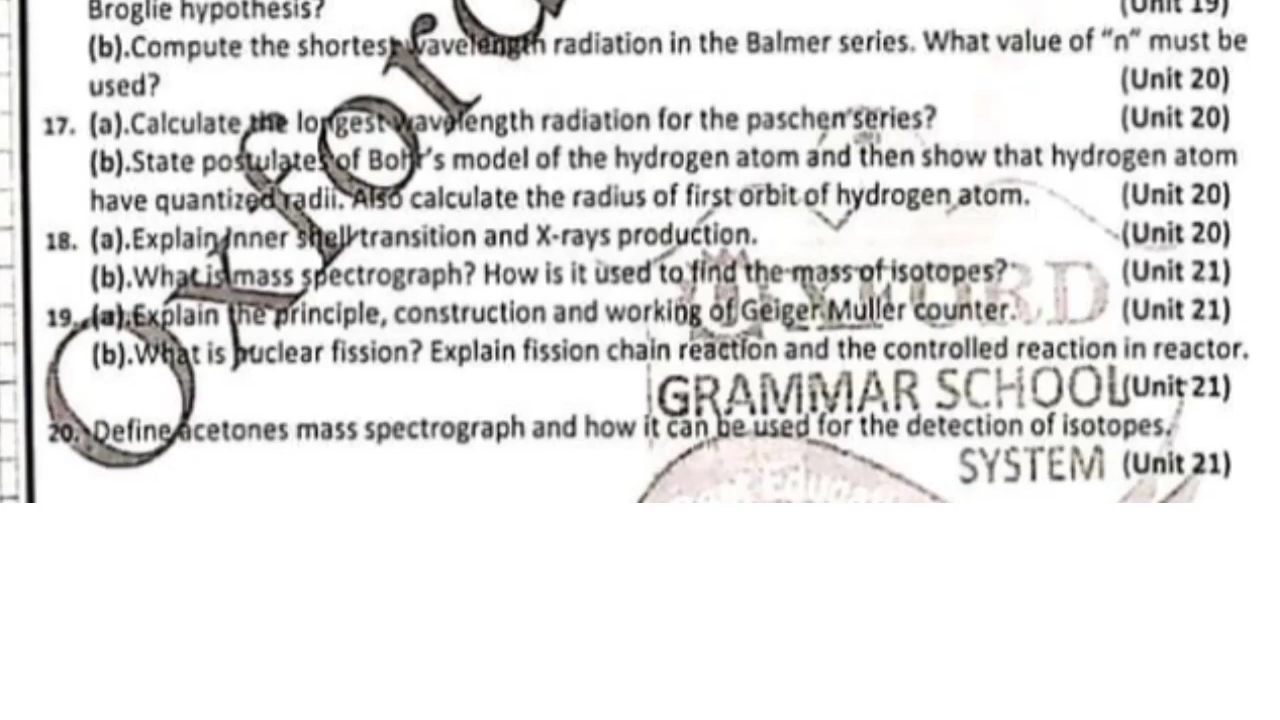 Broglie hypothesis? (Unit 19)
(b).Compute the shortest wavelength radiation in the Balmer series. What value of “n” must be
used? (Unit 20)
17. (a).Calculate the longest wavelength radiation for the paschen series? (Unit 20)
(b).State postulates of Bohr's model of the hydrogen atom and then show that hydrogen atom
have quantized radii. Also calculate the radius of first orbit of hydrogen atom. (Unit 20)
18. (a).Explain Inner shell transition and X-rays production. (Unit 20)
(b).What is mass spectrograph? How is it used to find the mass of isotopes? (Unit 21)
19. (a).Explain the principle, construction and working of Geiger Muller counter. (Unit 21)
(b).What is nuclear fission? Explain fission chain reaction and the controlled reaction in reactor.
(Unit 21)
20. Define acetones mass spectrograph and how it can be used for the detection of isotopes.
(Unit 21)
Oxford
OXFORD
GRAMMAR SCHOOL
SYSTEM